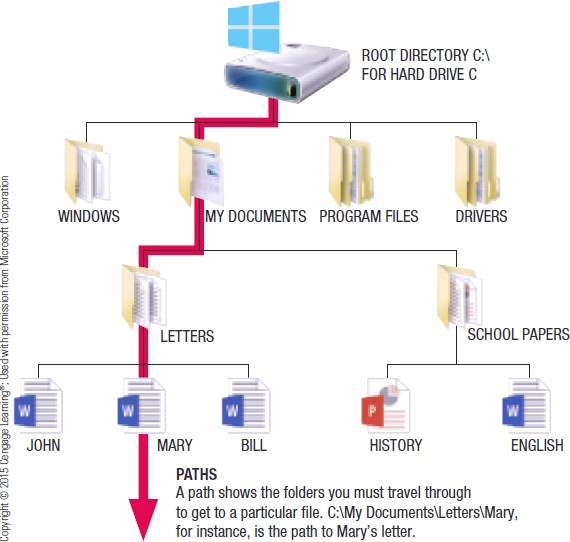 ROOT DIRECTORY C:\
FOR HARD DRIVE C
WINDOWS
MY DOCUMENTS
PROGRAM FILES
DRIVERS
LETTERS
SCHOOL PAPERS
W
W
W
P
W
JOHN
MARY
BILL
HISTORY
ENGLISH
PATHS
A path shows the folders you must travel through
to get to a particular file. C:\My Documents\Letters\Mary,
for instance, is the path to Mary's letter.
Copyright © 2015 Cengage Learning®; Used with permission from Microsoft Corporation